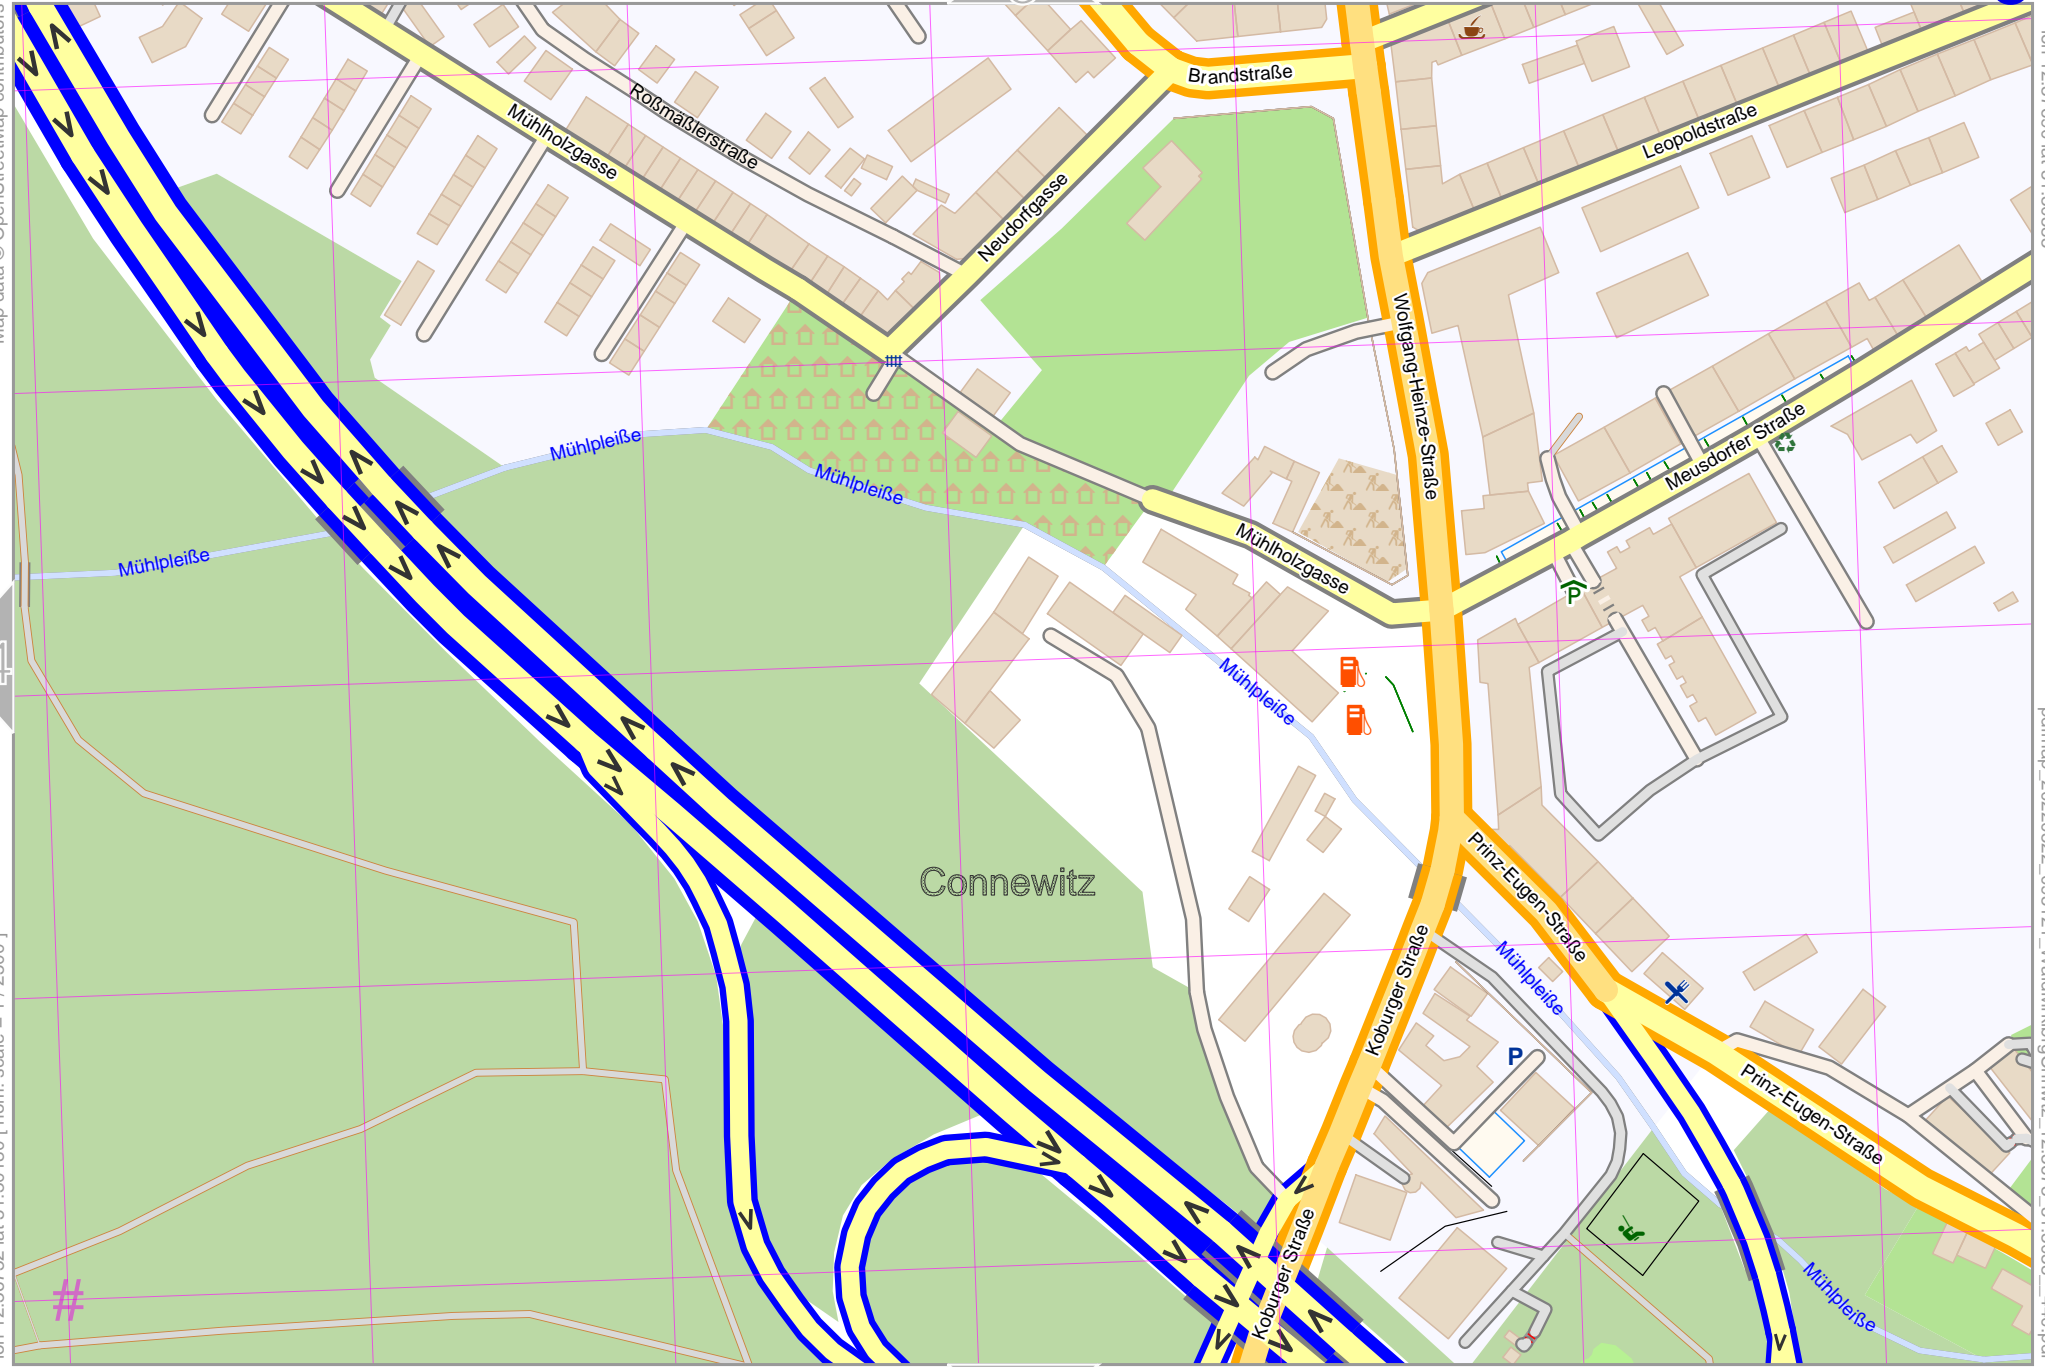 Brandstraße
Roßmaßlerstraße
Mühlholzgasse
Leopoldstraße
Neudorfgasse
Wolfgang-Heinze-Straße
Meusdorfer Straße
Mühlpleiße
Mühlpleiße
Mühlpleiße
Mühlholzgasse
P
Mühlpleiße
Connewitz
Prinz-Eugen-Straße
Koburger Straße
Mühlpleiße
P
Prinz-Eugen-Straße
Koburger Straße
Mühlpleiße
#